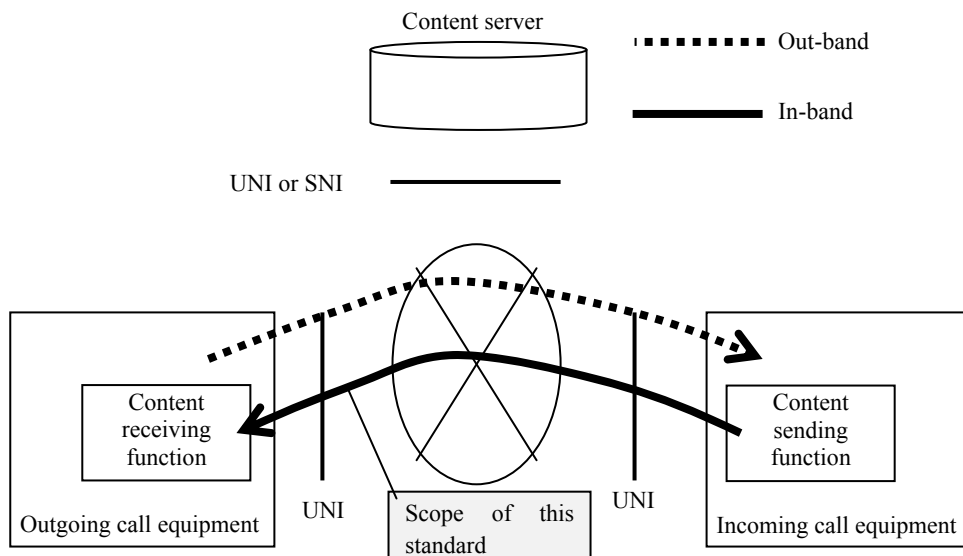 Content server
Out-band
In-band
UNI or SNI
Content
receiving
function
Content
sending
function
UNI
UNI
Outgoing call equipment
Scope of this
standard
Incoming call equipment